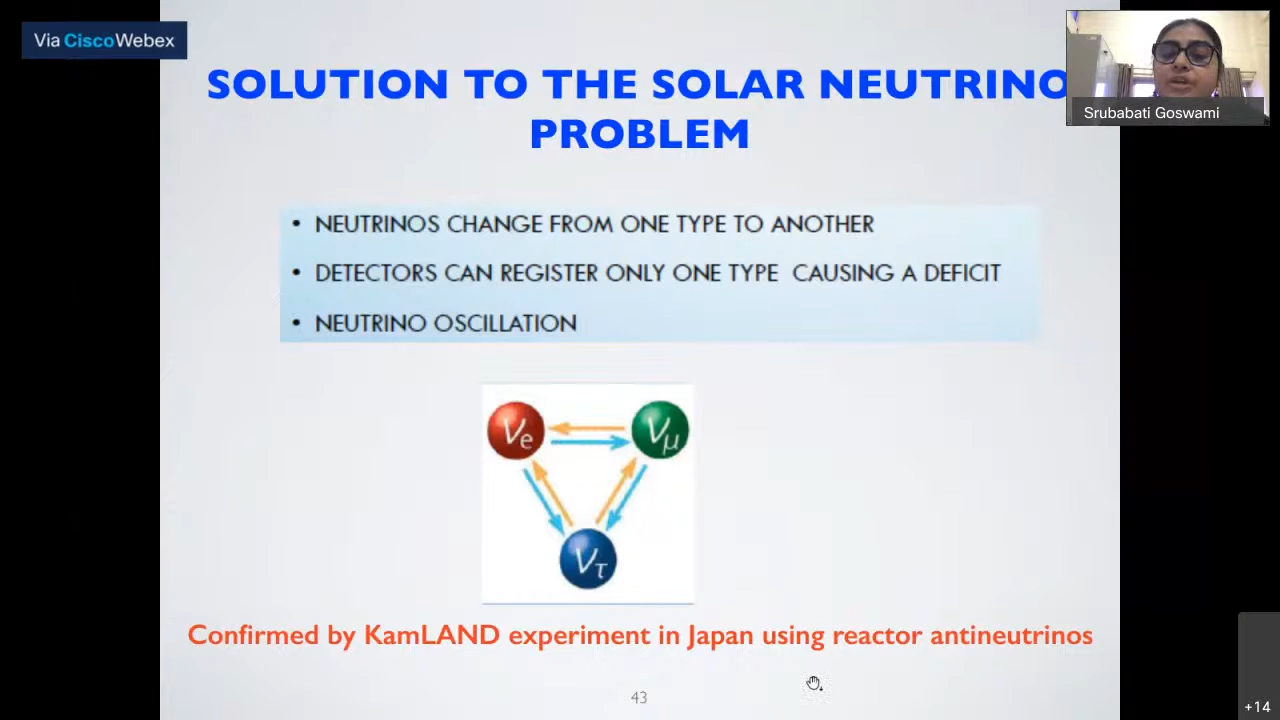 Via CiscoWebex
SOLUTION TO THE SOLAR NEUTRINO
PROBLEM
Srubabati Goswami
• NEUTRINOS CHANGE FROM ONE TYPE TO ANOTHER
• DETECTORS CAN REGISTER ONLY ONE TYPE CAUSING A DEFICIT
• NEUTRINO OSCILLATION
νe νμ
ντ
Confirmed by KamLAND experiment in Japan using reactor antineutrinos
43
+14